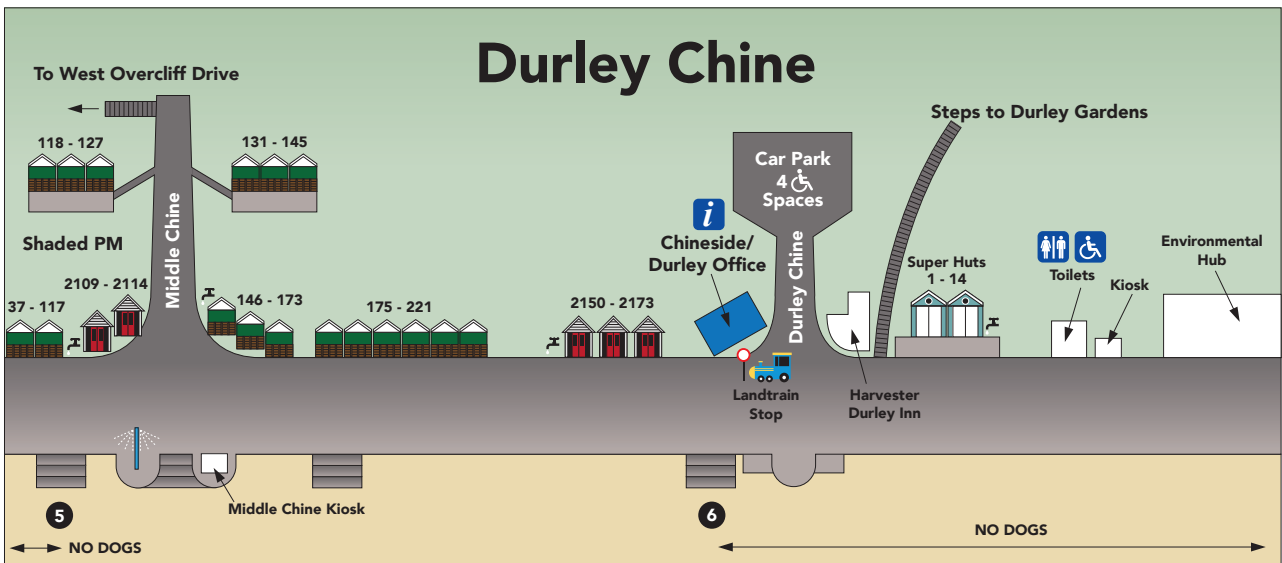 Durley Chine
To West Overcliff Drive
118 - 127
131 - 145
Middle Chine
Shaded PM
2109 - 2114
37 - 117
146 - 173
175 - 221
2150 - 2173
i
Chineside/
Durley Office
Car Park
4
Spaces
Durley Chine
Steps to Durley Gardens
Super Huts
1 - 14
Toilets
Kiosk
Environmental
Hub
Landtrain
Stop
Harvester
Durley Inn
Middle Chine Kiosk
5
NO DOGS
6
NO DOGS